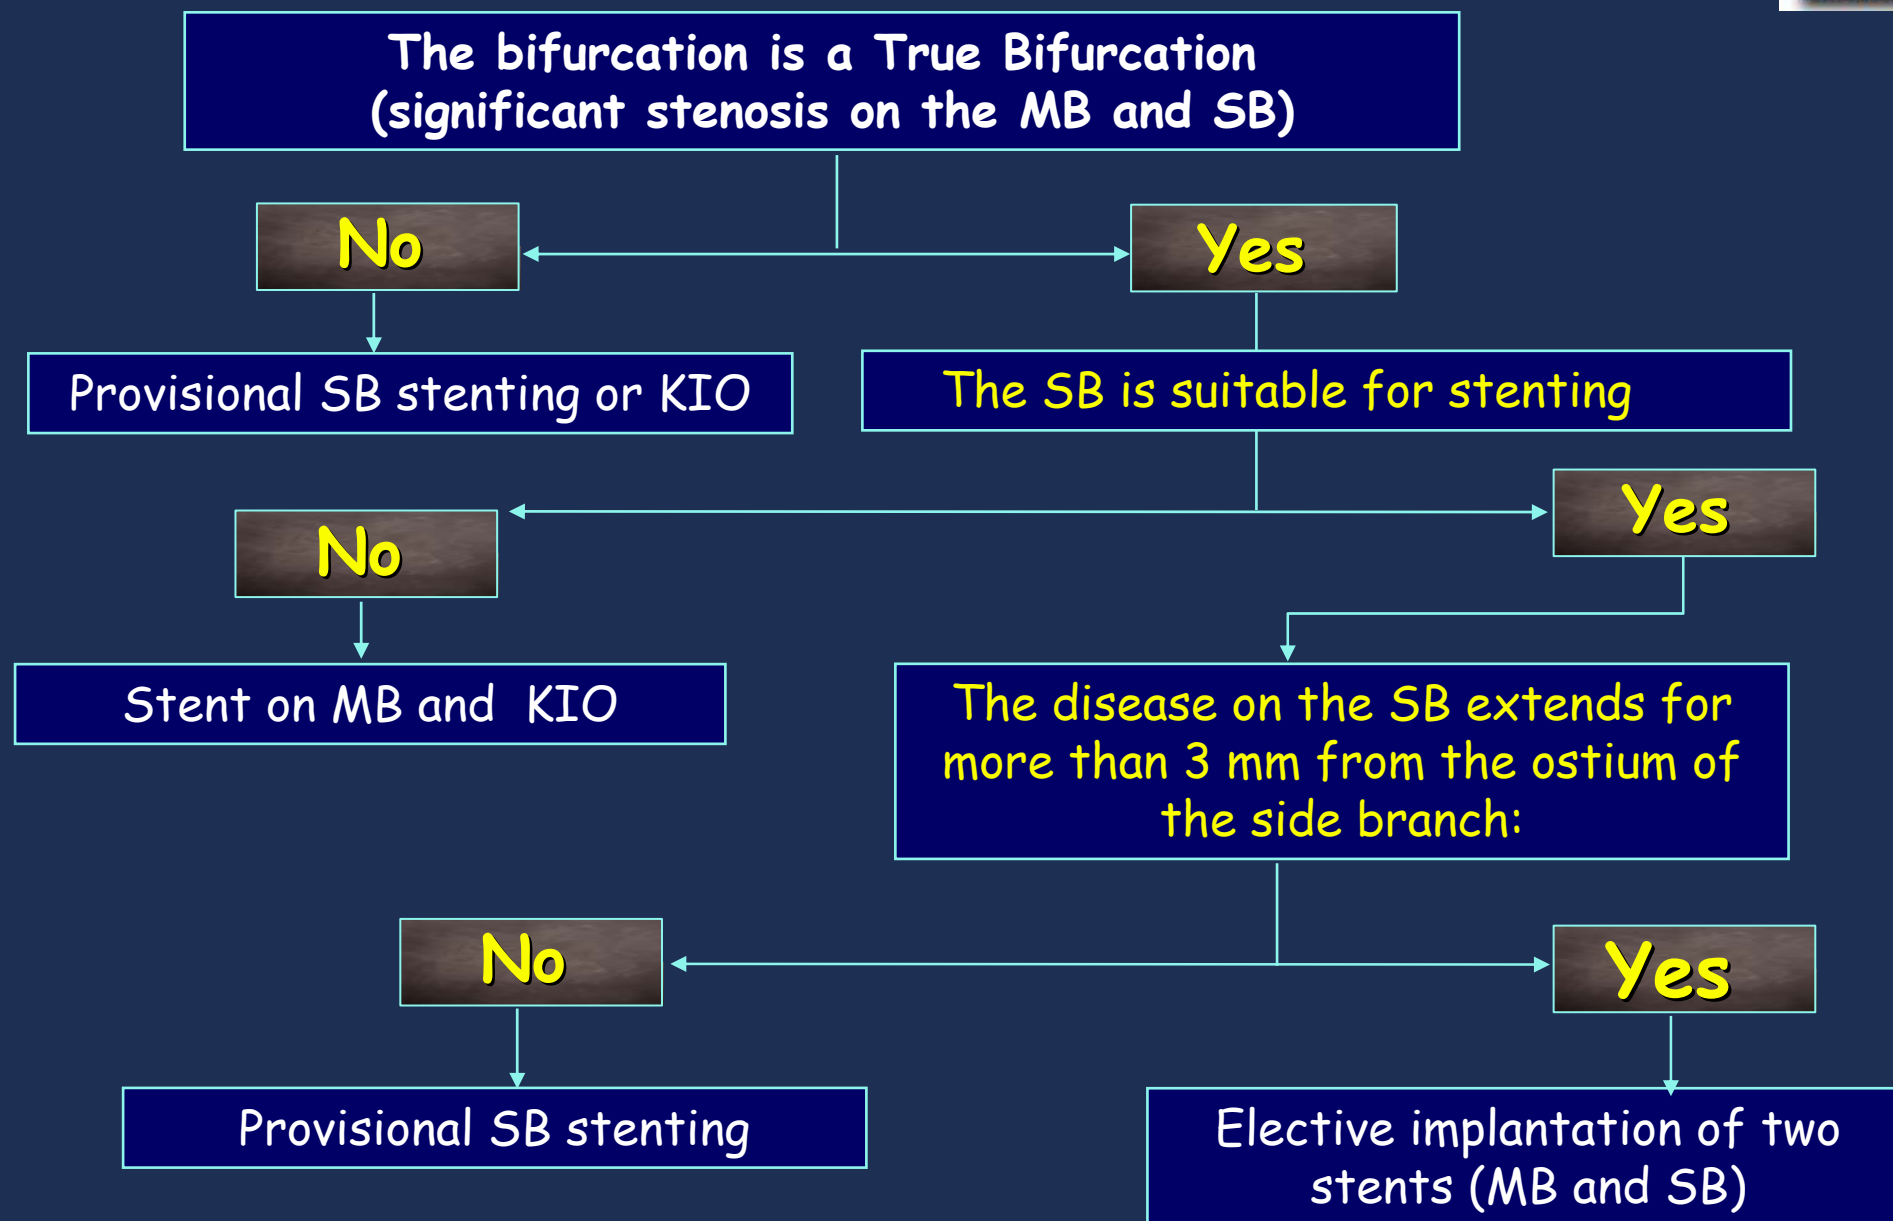 The bifurcation is a True Bifurcation
(significant stenosis on the MB and SB)
No
Yes
Provisional SB stenting or KIO
The SB is suitable for stenting
No
Yes
Stent on MB and KIO
The disease on the SB extends for
more than 3 mm from the ostium of
the side branch:
No
Yes
Provisional SB stenting
Elective implantation of two
stents (MB and SB)